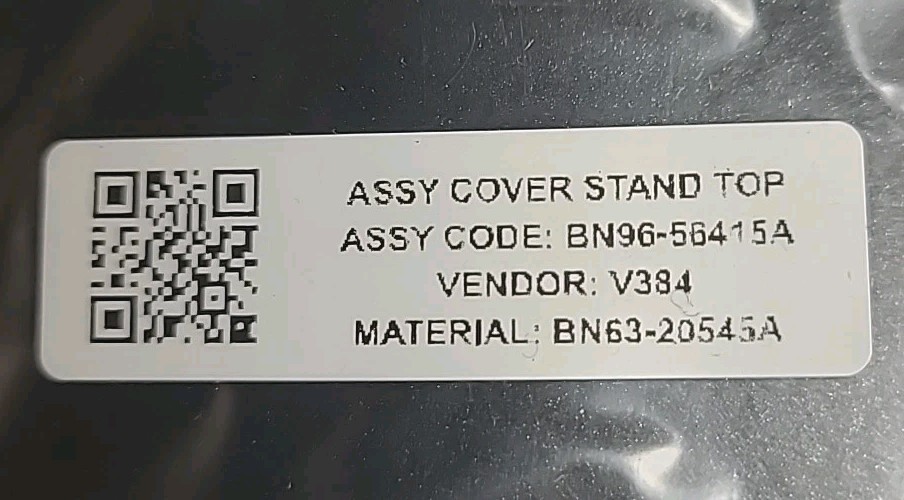 ASSY COVER STAND TOP
ASSY CODE: BN96-56415A
VENDOR: V384
MATERIAL: BN63-20545A